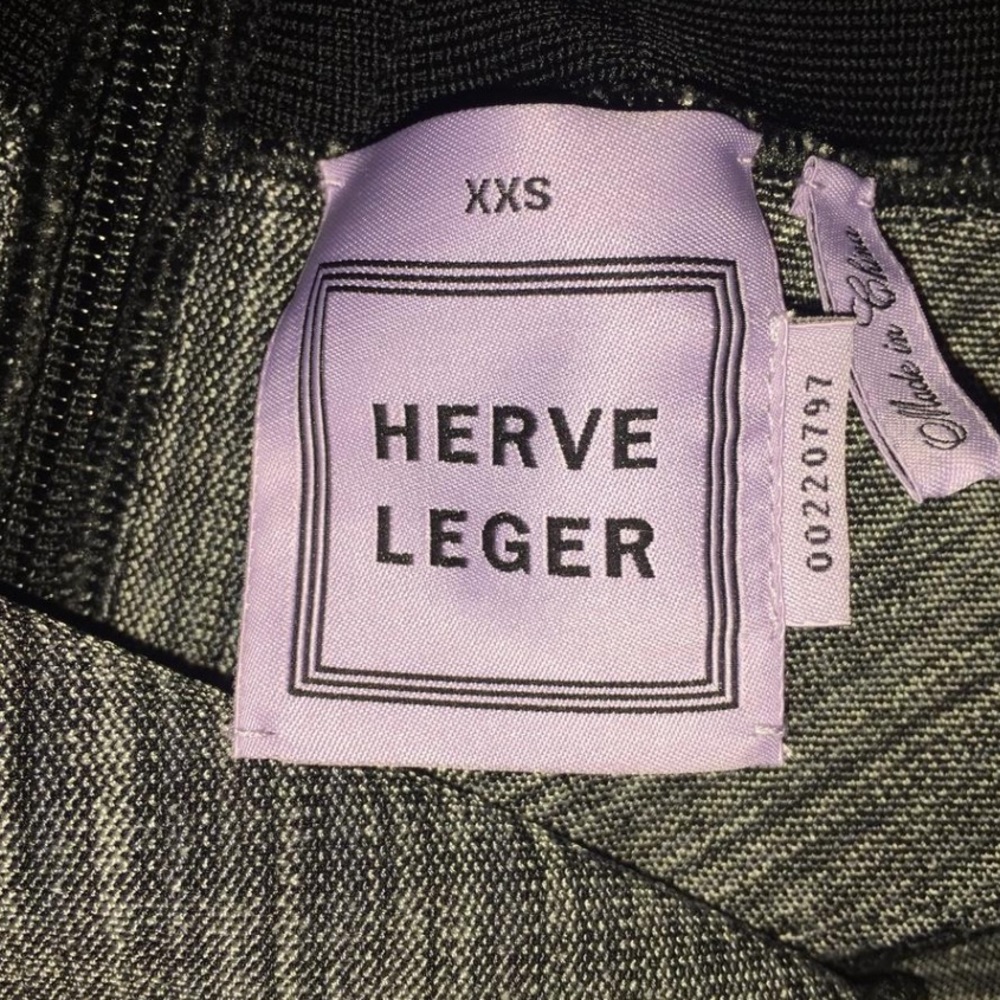 XXS
HERVE
LEGER
00220797
Made in China